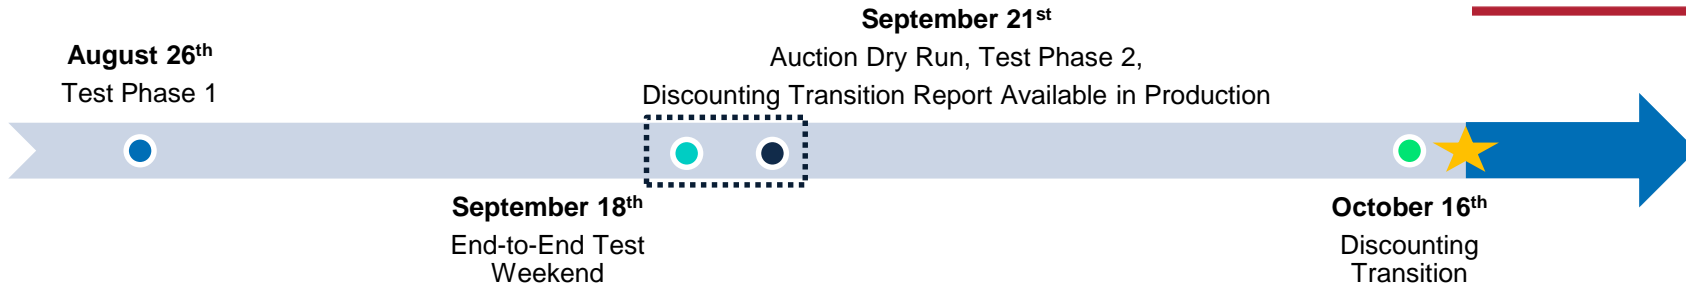 August 26th
Test Phase 1
September 18th
End-to-End Test
Weekend
September 21st
Auction Dry Run, Test Phase 2,
Discounting Transition Report Available in Production
October 16th
Discounting
Transition